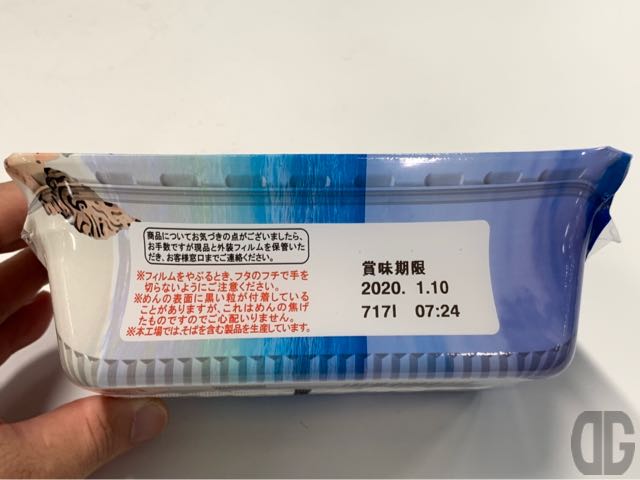 商品についてお気づきの点がございましたら、
お手数ですが現品と外装フィルムを保管いた
だき、お客様窓口までご連絡ください。
※フィルムをやぶるとき、フタのフチで手を
切らないようにご注意ください。
※めんの表面に黒い粒が付着している
ことがありますが、これはめんの焦げ
たものですのでご心配いりません。
※本工場では、そばを含む製品を生産しています。
賞味期限
2020. 1.10
717I 07:24
DG